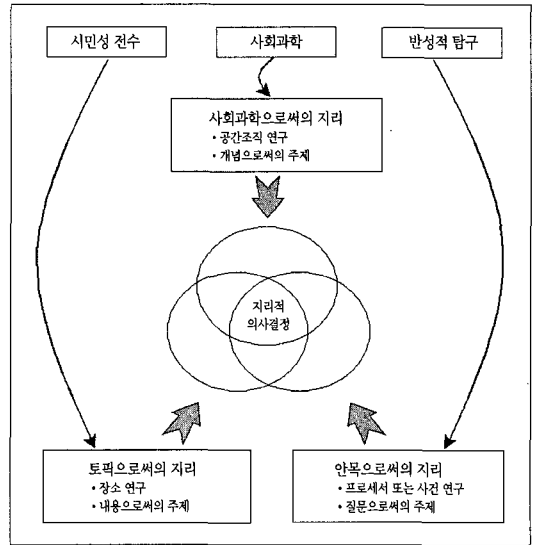 시민성 전수
사회과학
반성적 탐구
사회과학으로써의 지리
• 공간조직 연구
• 개념으로써의 주제
지리적
의사결정
토픽으로써의 지리
• 장소 연구
• 내용으로써의 주제
안목으로써의 지리
• 프로세서 또는 사건 연구
• 질문으로써의 주제